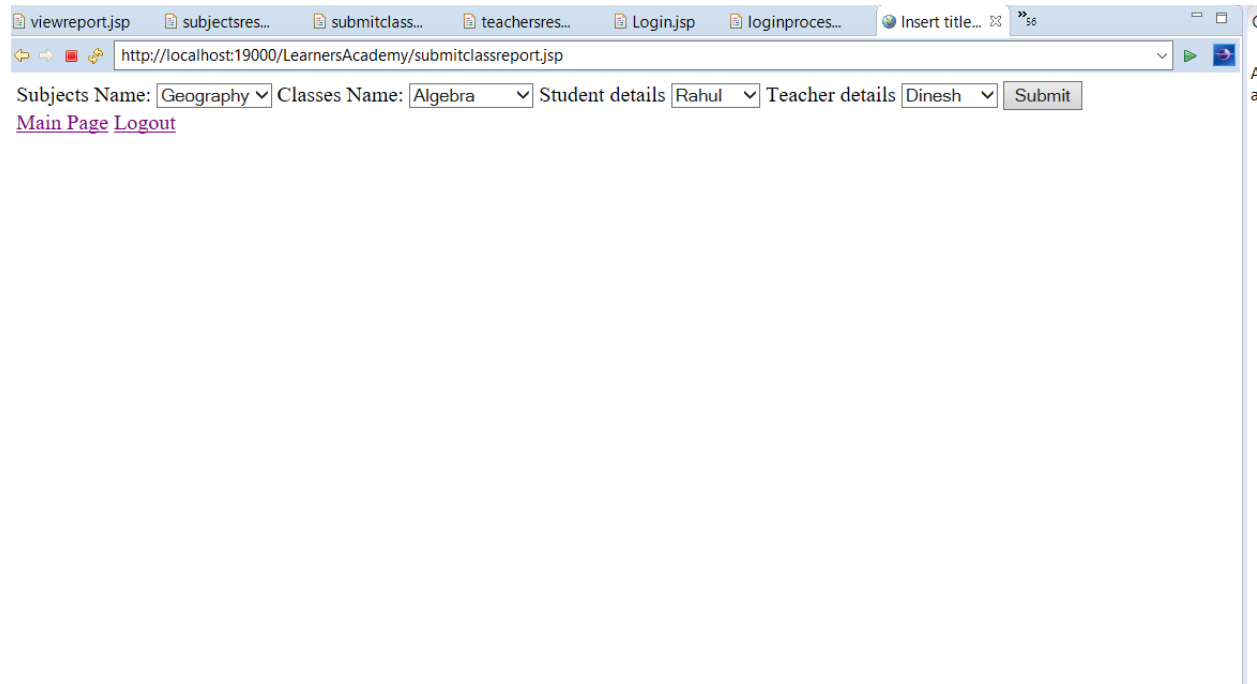 viewreport.jsp subjectsres... submitclass... teachersres... Login.jsp loginproces... Insert title... »56
http://localhost:19000/LearnersAcademy/submitclassreport.jsp
Subjects Name: Geography Classes Name: Algebra Student details Rahul Teacher details Dinesh Submit
Main Page Logout